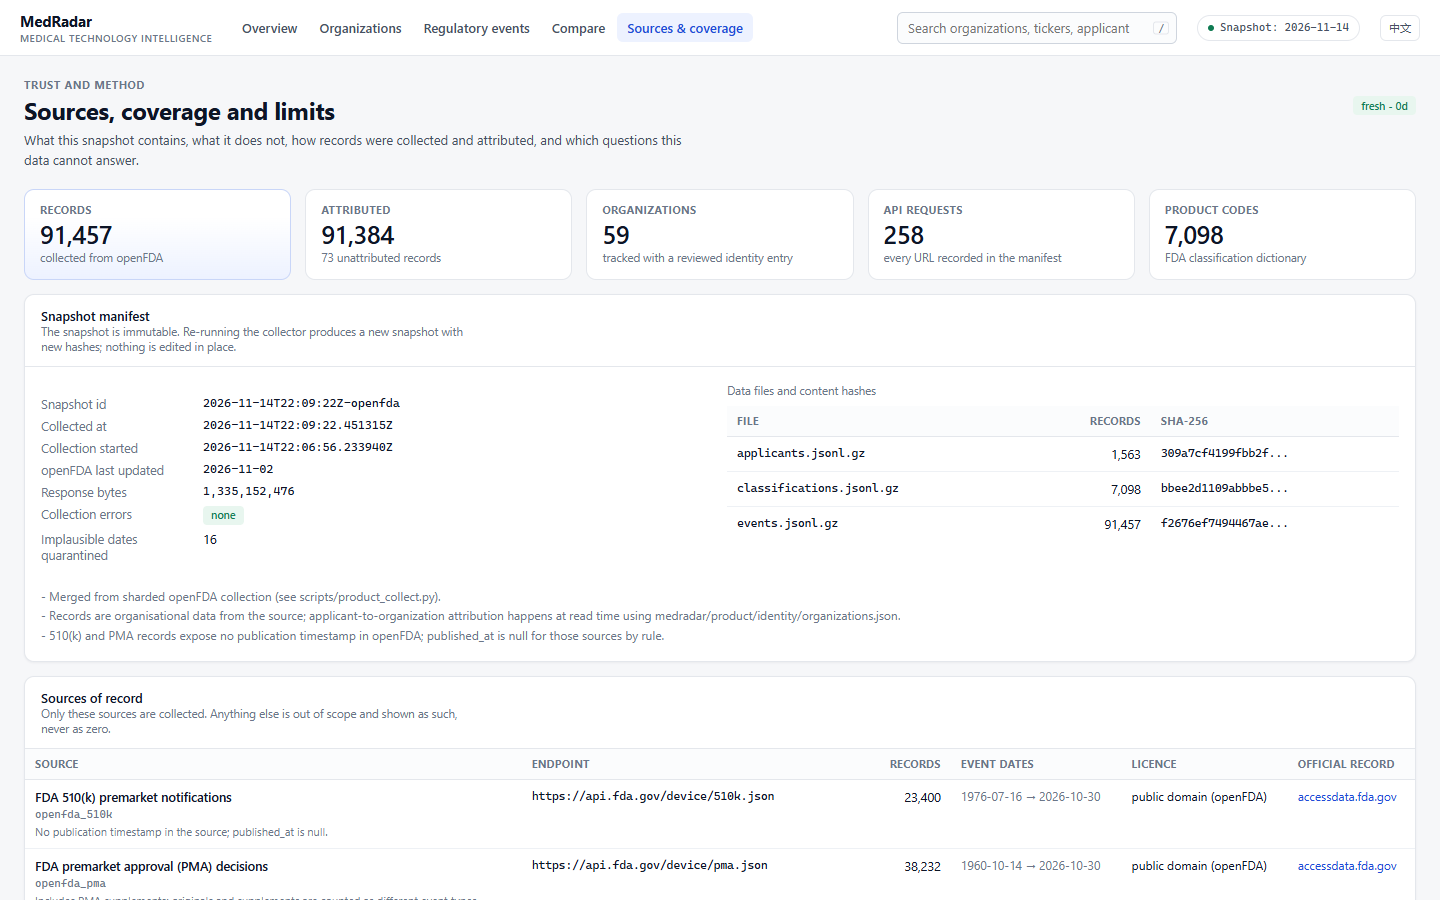 MedRadar
MEDICAL TECHNOLOGY INTELLIGENCE
Overview
Organizations
Regulatory events
Compare
Sources & coverage
Search organizations, tickers, applicant
/
Snapshot: 2026-11-14
中文
TRUST AND METHOD
Sources, coverage and limits
fresh - 0d
What this snapshot contains, what it does not, how records were collected and attributed, and which questions this
data cannot answer.
RECORDS
91,457
collected from openFDA
ATTRIBUTED
91,384
73 unattributed records
ORGANIZATIONS
59
tracked with a reviewed identity entry
API REQUESTS
258
every URL recorded in the manifest
PRODUCT CODES
7,098
FDA classification dictionary
Snapshot manifest
The snapshot is immutable. Re-running the collector produces a new snapshot with
new hashes; nothing is edited in place.
Snapshot id 2026-11-14T22:09:22Z-openfda
Collected at 2026-11-14T22:09:22.451315Z
Collection started 2026-11-14T22:06:56.233940Z
openFDA last updated 2026-11-02
Response bytes 1,335,152,476
Collection errors none
Implausible dates 16
quarantined
Data files and content hashes
FILE RECORDS SHA-256
applicants.jsonl.gz 1,563 309a7cf4199fbb2f...
classifications.jsonl.gz 7,098 bbee2d1109abbbe5...
events.jsonl.gz 91,457 f2676ef7494467ae...
- Merged from sharded openFDA collection (see scripts/product_collect.py).
- Records are organisational data from the source; applicant-to-organization attribution happens at read time using medradar/product/identity/organizations.json.
- 510(k) and PMA records expose no publication timestamp in openFDA; published_at is null for those sources by rule.
Sources of record
Only these sources are collected. Anything else is out of scope and shown as such,
never as zero.
SOURCE ENDPOINT RECORDS EVENT DATES LICENCE OFFICIAL RECORD
FDA 510(k) premarket notifications https://api.fda.gov/device/510k.json 23,400 1976-07-16 → 2026-10-30 public domain (openFDA) accessdata.fda.gov
openfda_510k
No publication timestamp in the source; published_at is null.
FDA premarket approval (PMA) decisions https://api.fda.gov/device/pma.json 38,232 1960-10-14 → 2026-10-30 public domain (openFDA) accessdata.fda.gov
openfda_pma